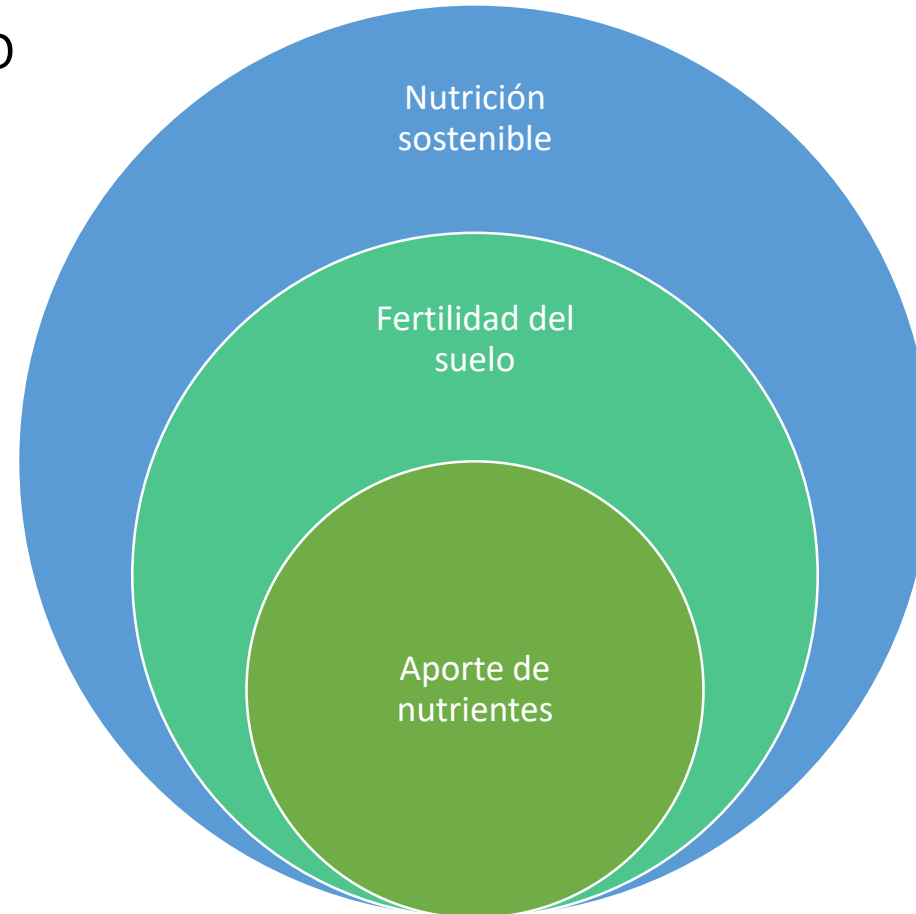 Nutrición
sostenible
Fertilidad del
suelo
Aporte de
nutrientes